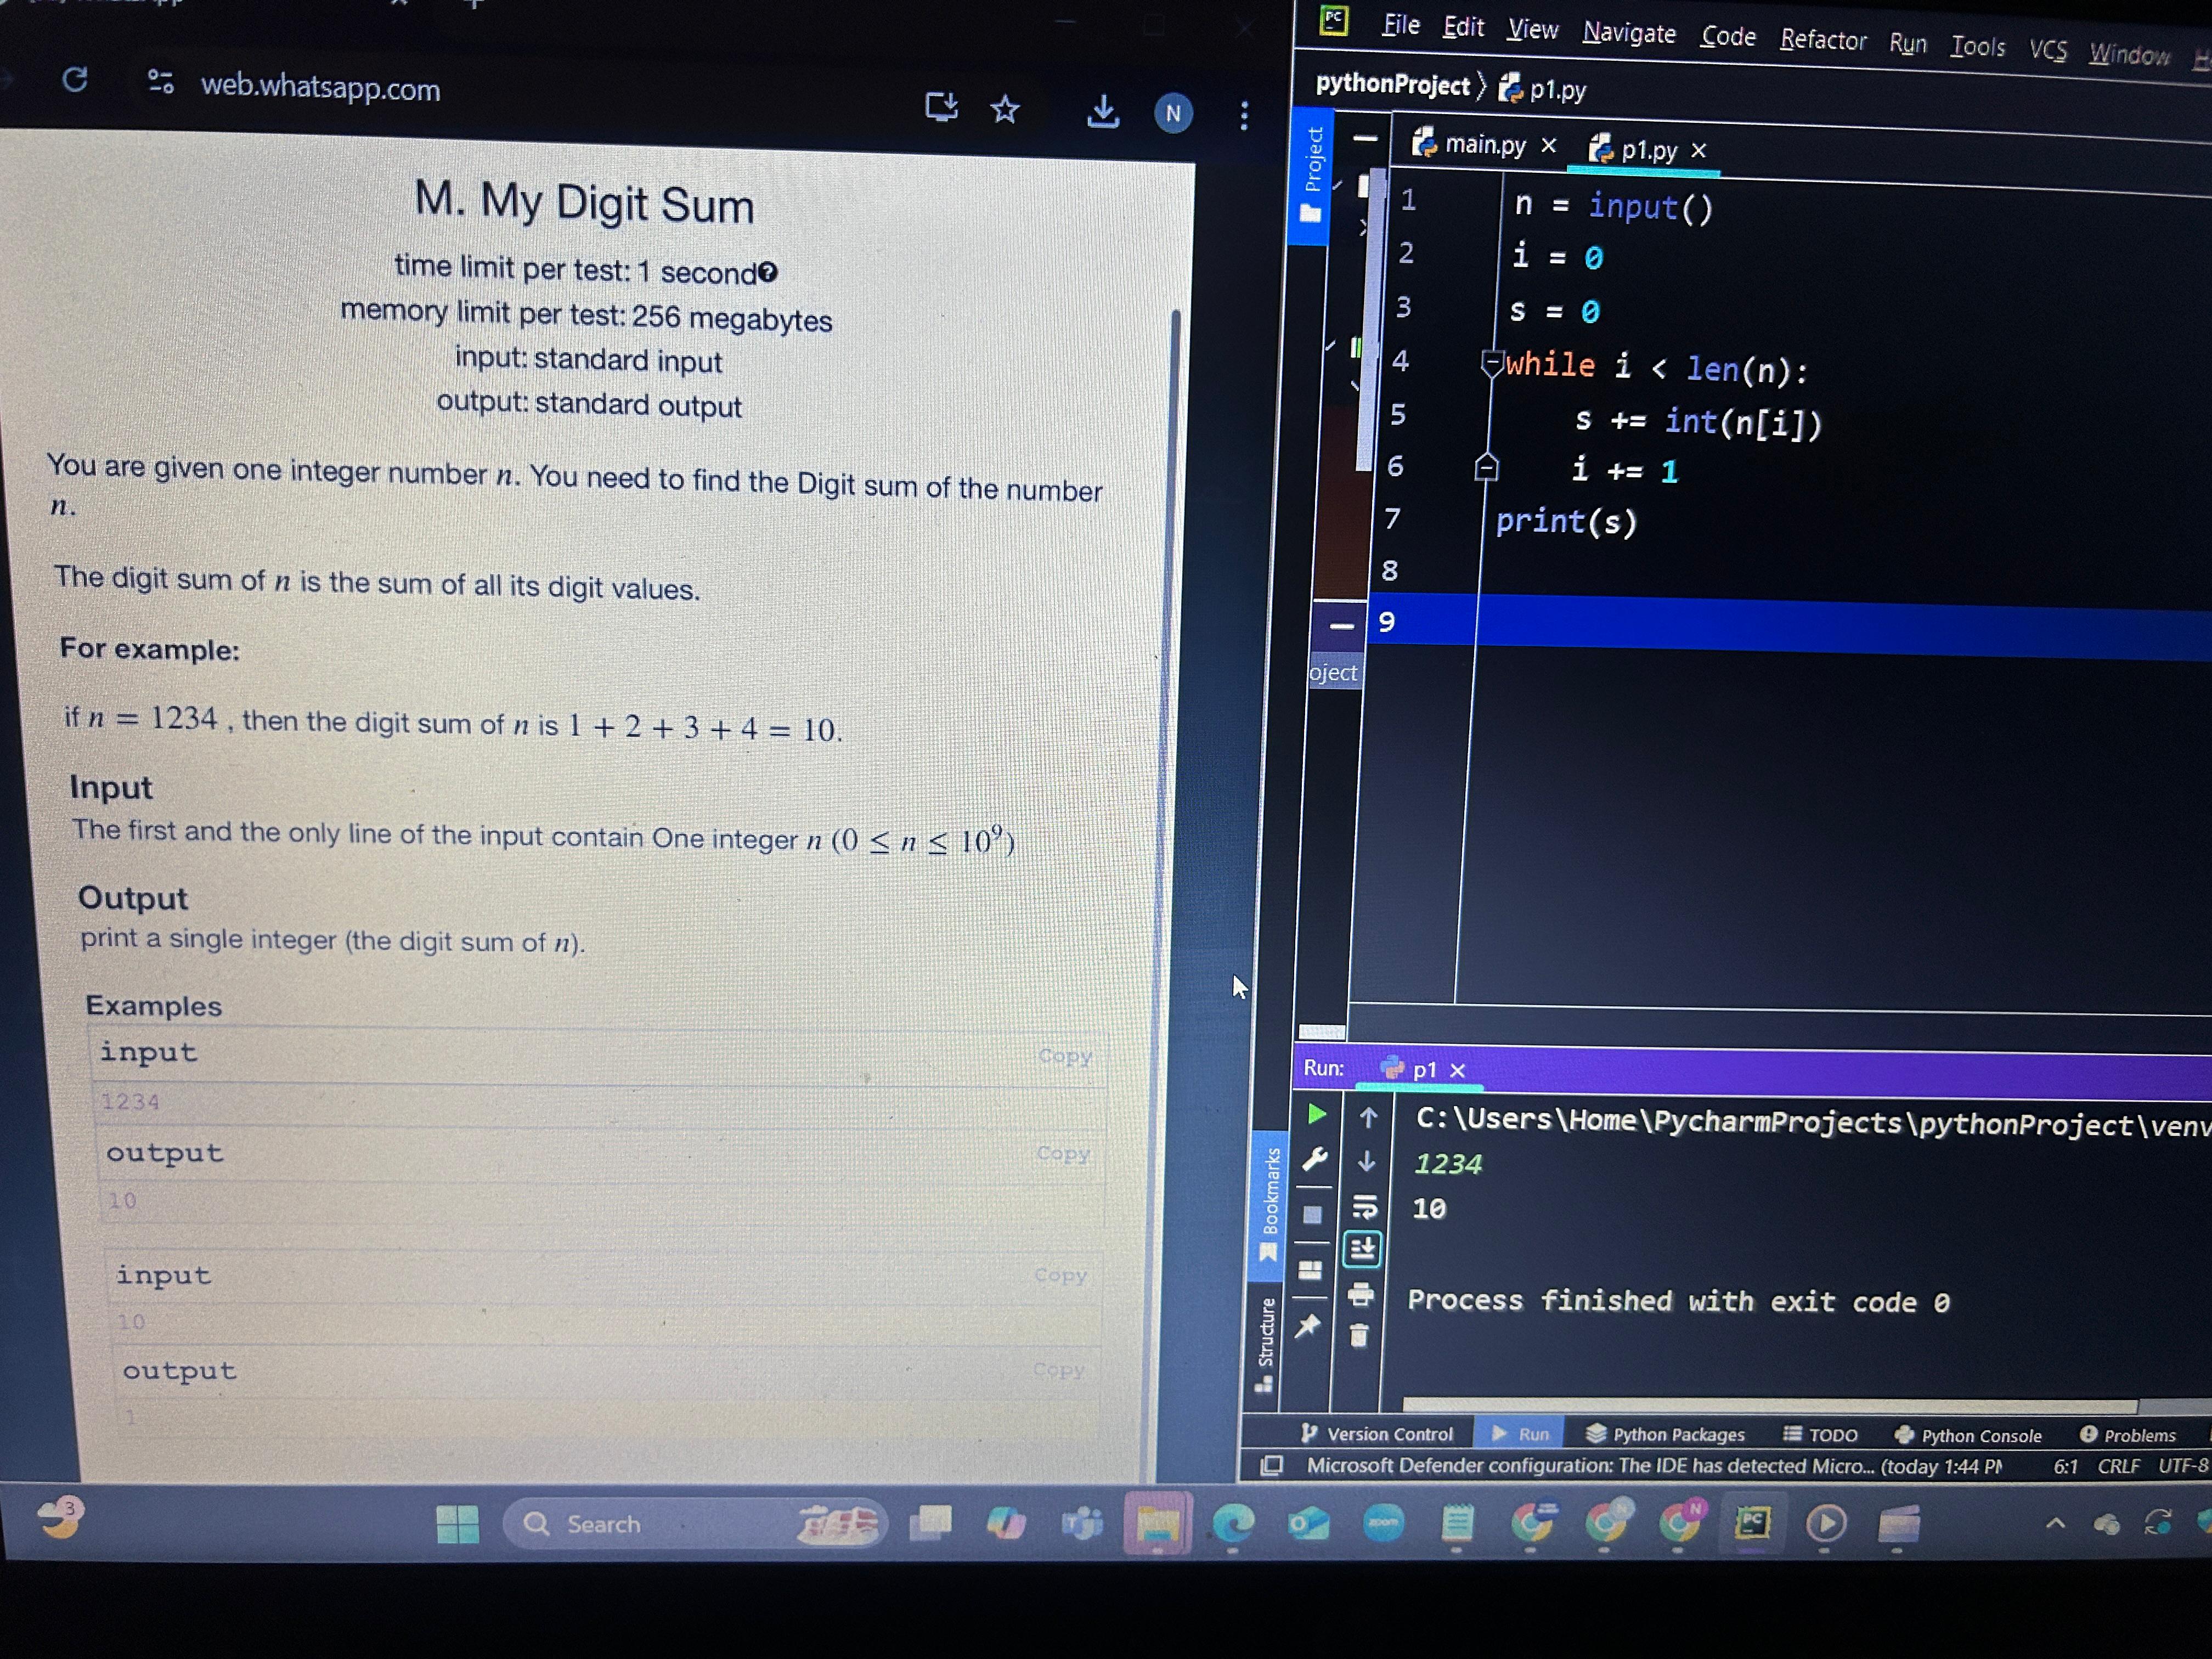 web.whatsapp.com
N
M. My Digit Sum
time limit per test: 1 second?
memory limit per test: 256 megabytes
input: standard input
output: standard output
You are given one integer number n. You need to find the Digit sum of the number
n.
The digit sum of n is the sum of all its digit values.
For example:
if n = 1234 , then the digit sum of n is 1 + 2 + 3 + 4 = 10.
Input
The first and the only line of the input contain One integer n (0 ≤ n ≤ 10⁹)
Output
print a single integer (the digit sum of n).
Examples
input Copy
1234
output Copy
10
input Copy
10
output Copy
1
PC File Edit View Navigate Code Refactor Run Tools VCS Window
pythonProject p1.py
Project
main.py p1.py
1 n = input()
2 i = 0
3 s = 0
4 while i < len(n):
5 s += int(n[i])
6 i += 1
7 print(s)
8
9
oject
Run: p1
C:\Users\Home\PycharmProjects\pythonProject\venv
1234
10
Process finished with exit code 0
Bookmarks
Structure
Version Control Run Python Packages TODO Python Console Problems
Microsoft Defender configuration: The IDE has detected Micro... (today 1:44 PM 6:1 CRLF UTF-8
3
Search
zoom
N
PC